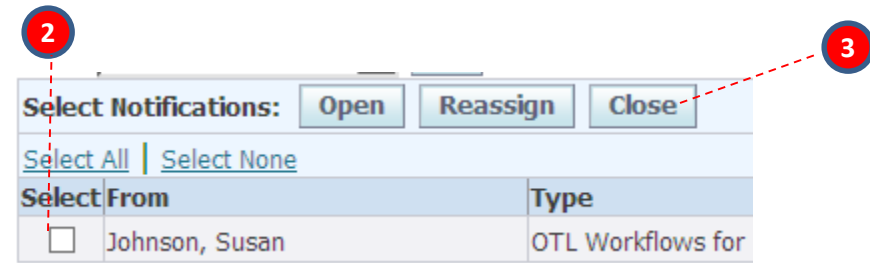 2
3
Select Notifications: Open Reassign Close
Select All | Select None
Select From Type
Johnson, Susan OTL Workflows for